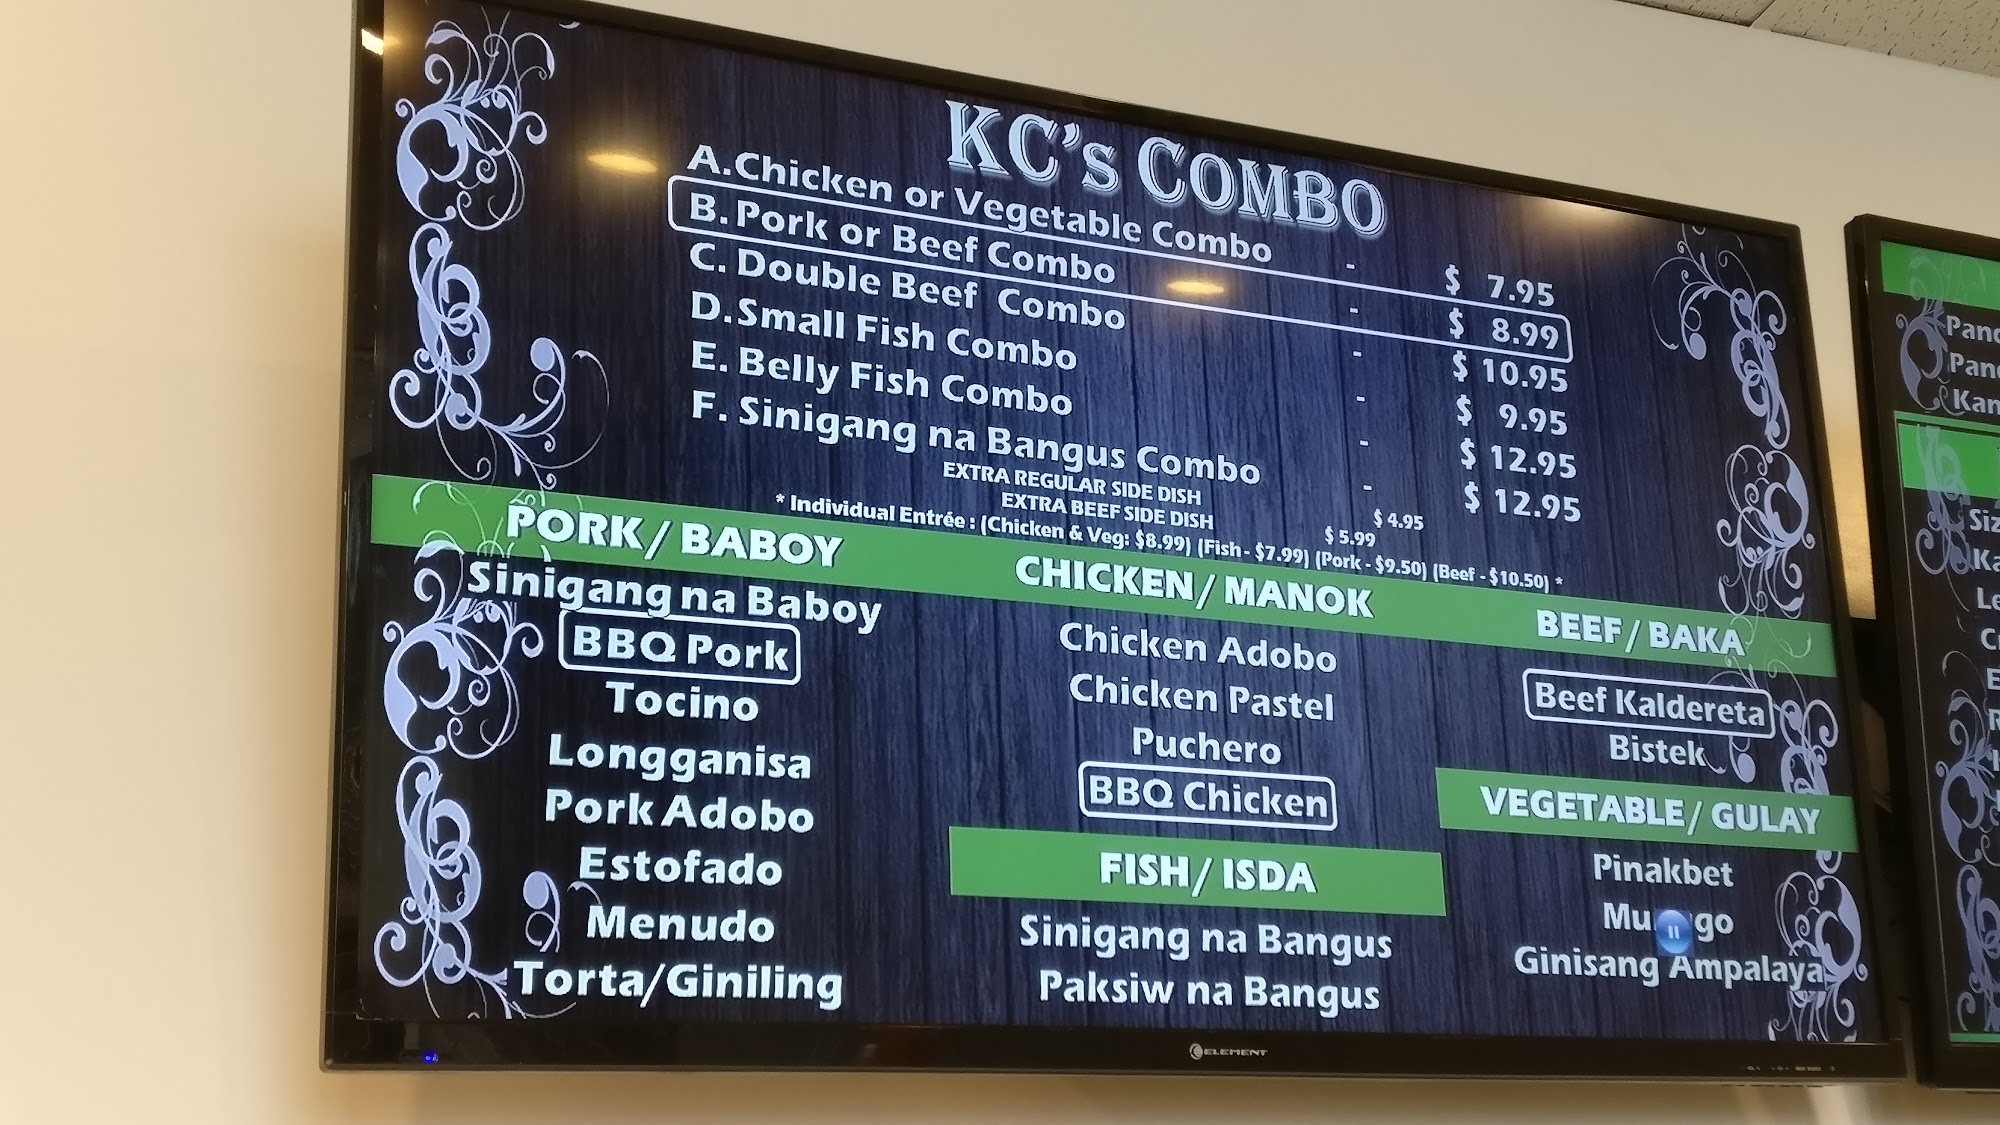 KC's COMBO
A. Chicken or Vegetable Combo - $ 7.95
B. Pork or Beef Combo - $ 8.99
C. Double Beef Combo - $ 10.95
D. Small Fish Combo - $ 9.95
E. Belly Fish Combo - $ 12.95
F. Sinigang na Bangus Combo - $ 12.95
EXTRA REGULAR SIDE DISH $ 4.95
EXTRA BEEF SIDE DISH $ 5.99
* Individual Entrée : (Chicken & Veg: $8.99) (Fish - $7.99) (Pork - $9.50) (Beef - $10.50) *
PORK/ BABOY
Sinigang na Baboy
BBQ Pork
Tocino
Longganisa
Pork Adobo
Estofado
Menudo
Torta/Giniling
CHICKEN/ MANOK
Chicken Adobo
Chicken Pastel
Puchero
BBQ Chicken
FISH/ ISDA
Sinigang na Bangus
Paksiw na Bangus
BEEF/ BAKA
Beef Kaldereta
Bistek
VEGETABLE/ GULAY
Pinakbet
Ginisang Ampalaya
ELEMENT